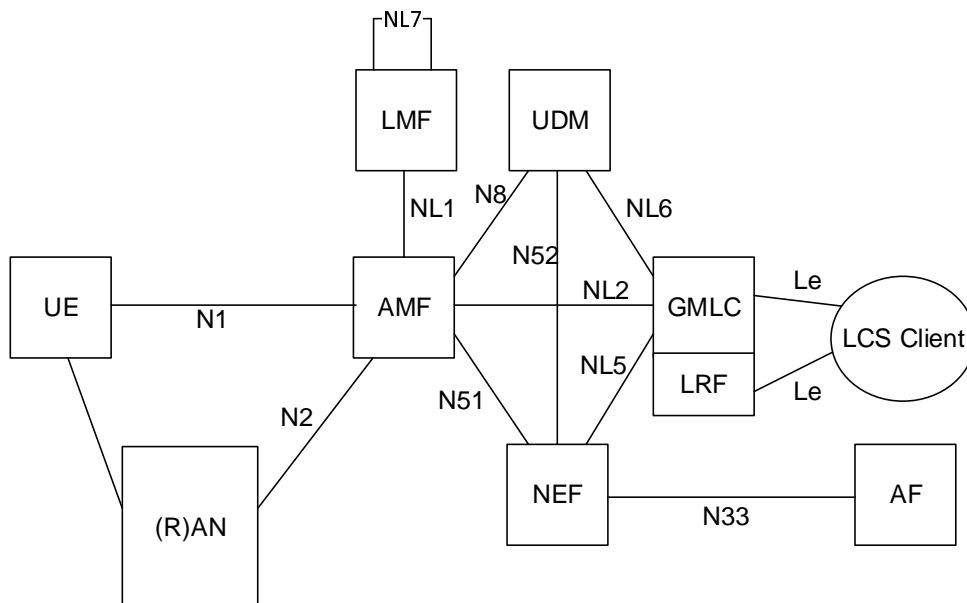 NL7
LMF
UDM
NL1
N8
NL6
N52
UE
N1
AMF
NL2
GMLC
Le
LCS Client
NL5
LRF
Le
N51
N2
(R)AN
NEF
N33
AF